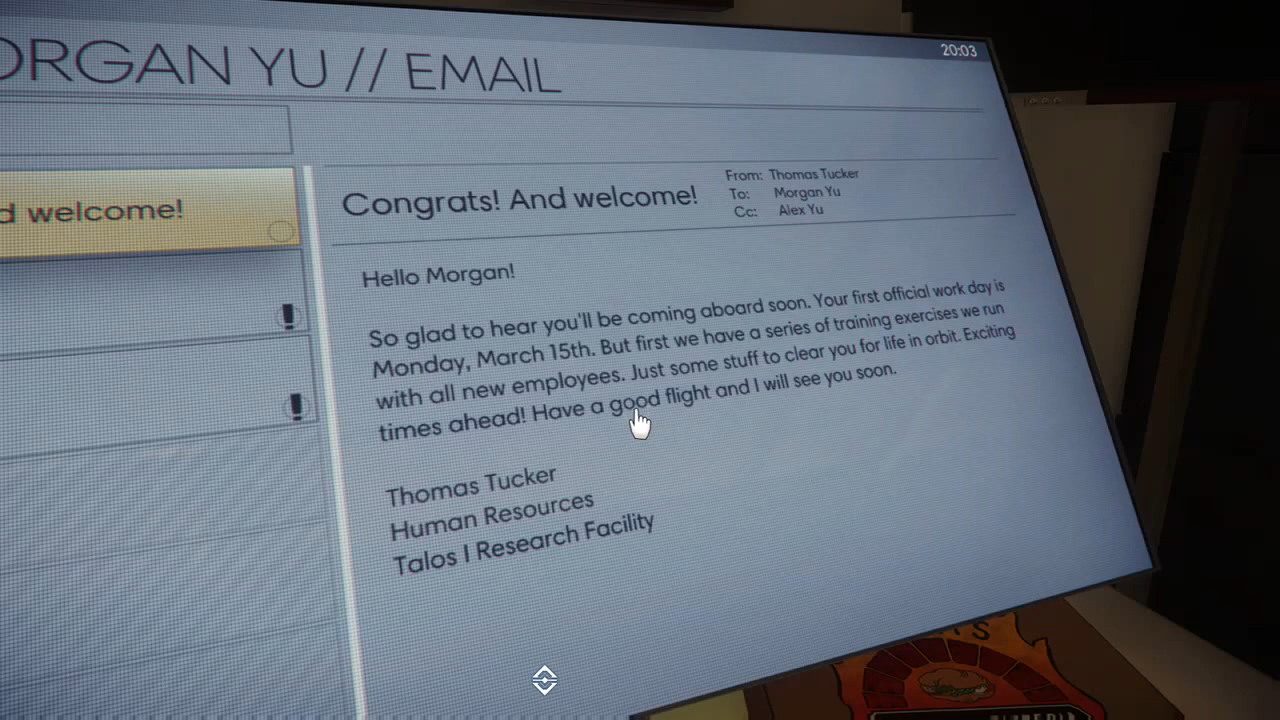 20:03
ORGAN YU // EMAIL
d welcome!
Congrats! And welcome!
From: Thomas Tucker
To: Morgan Yu
Cc: Alex Yu
Hello Morgan!
So glad to hear you'll be coming aboard soon. Your first official work day is
Monday, March 15th. But first we have a series of training exercises we run
with all new employees. Just some stuff to clear you for life in orbit. Exciting
times ahead! Have a good flight and I will see you soon.
Thomas Tucker
Human Resources
Talos I Research Facility